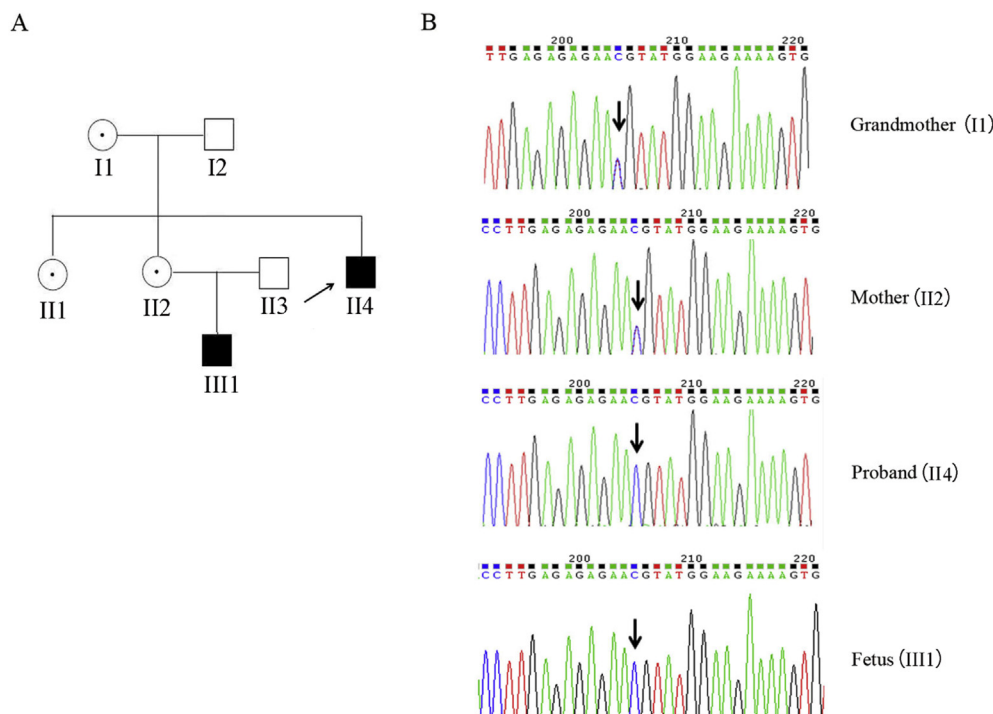 A
B
I1
I2
II1
II2
II3
II4
III1
200 210 220
TTGAGAGAGAACGTATGGAAGAAAAGTG
Grandmother (I1)
200 210 220
CCTTGAGAGAGAACGTATGGAAGAAAAGTG
Mother (II2)
200 210 220
CCTTGAGAGAGAACGTATGGAAGAAAAGTG
Proband (II4)
200 210 220
CCTTGAGAGAGAACGTATGGAAGAAAAGTG
Fetus (III1)